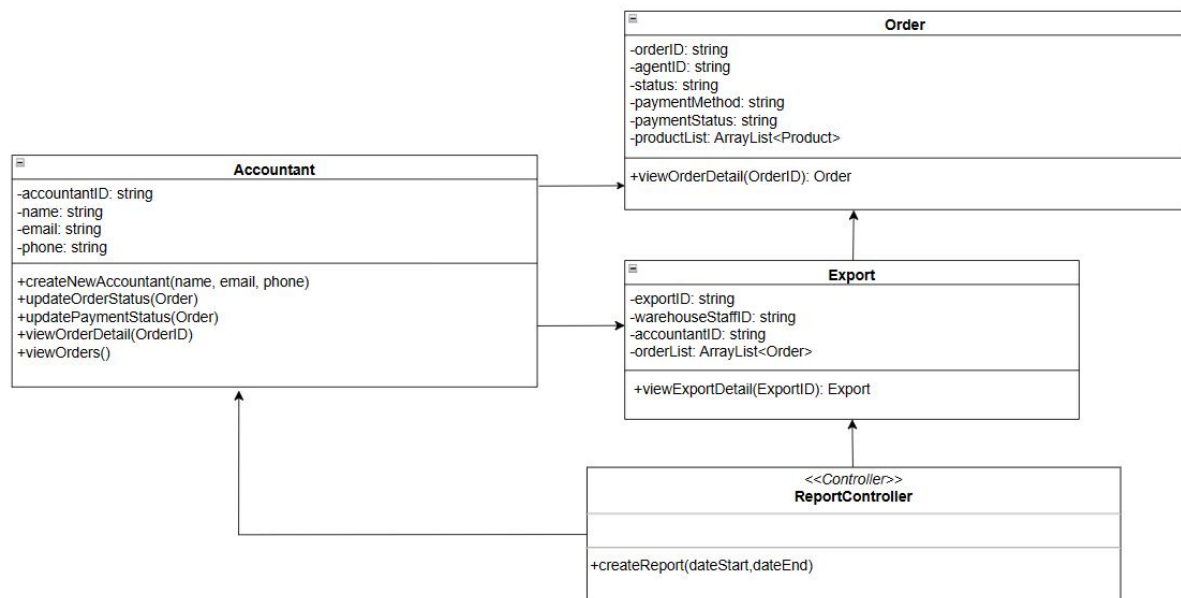 Order
-orderID: string
-agentID: string
-status: string
-paymentMethod: string
-paymentStatus: string
-productList: ArrayList<Product>
+viewOrderDetail(OrderID): Order
Accountant
-accountantID: string
-name: string
-email: string
-phone: string
+createNewAccountant(name, email, phone)
+updateOrderStatus(Order)
+updatePaymentStatus(Order)
+viewOrderDetail(OrderID)
+viewOrders()
Export
-exportID: string
-warehouseStaffID: string
-accountantID: string
-orderList: ArrayList<Order>
+viewExportDetail(ExportID): Export
<<Controller>>
ReportController
+createReport(dateStart,dateEnd)